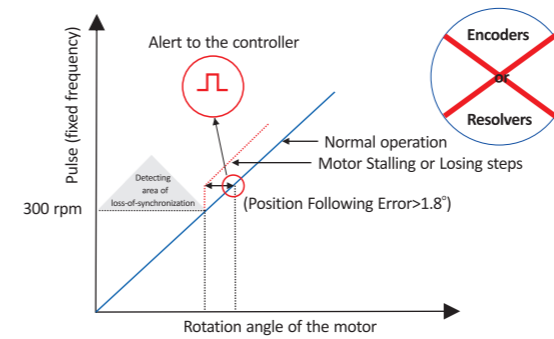 Alert to the controller
Encoders
or
Resolvers
Pulse (fixed frequency)
Normal operation
Motor Stalling or Losing steps
Detecting
area of
loss-of-synchronization
300 rpm
(Position Following Error>1.8°)
Rotation angle of the motor